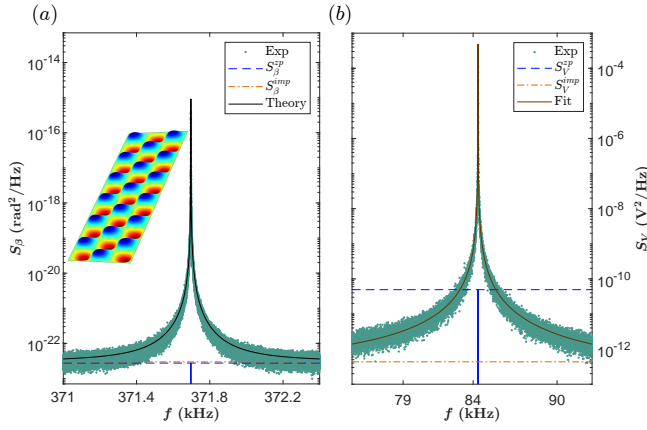 (a)
10^-14
10^-16
10^-18
10^-20
10^-22
S_β (rad²/Hz)
Exp
S_β^zp
S_β^imp
Theory
371
371.4
371.8
372.2
f (kHz)
(b)
Exp
S_V^zp
S_V^imp
Fit
10^-4
10^-6
10^-8
10^-10
10^-12
S_V (V²/Hz)
79
84
90
f (kHz)